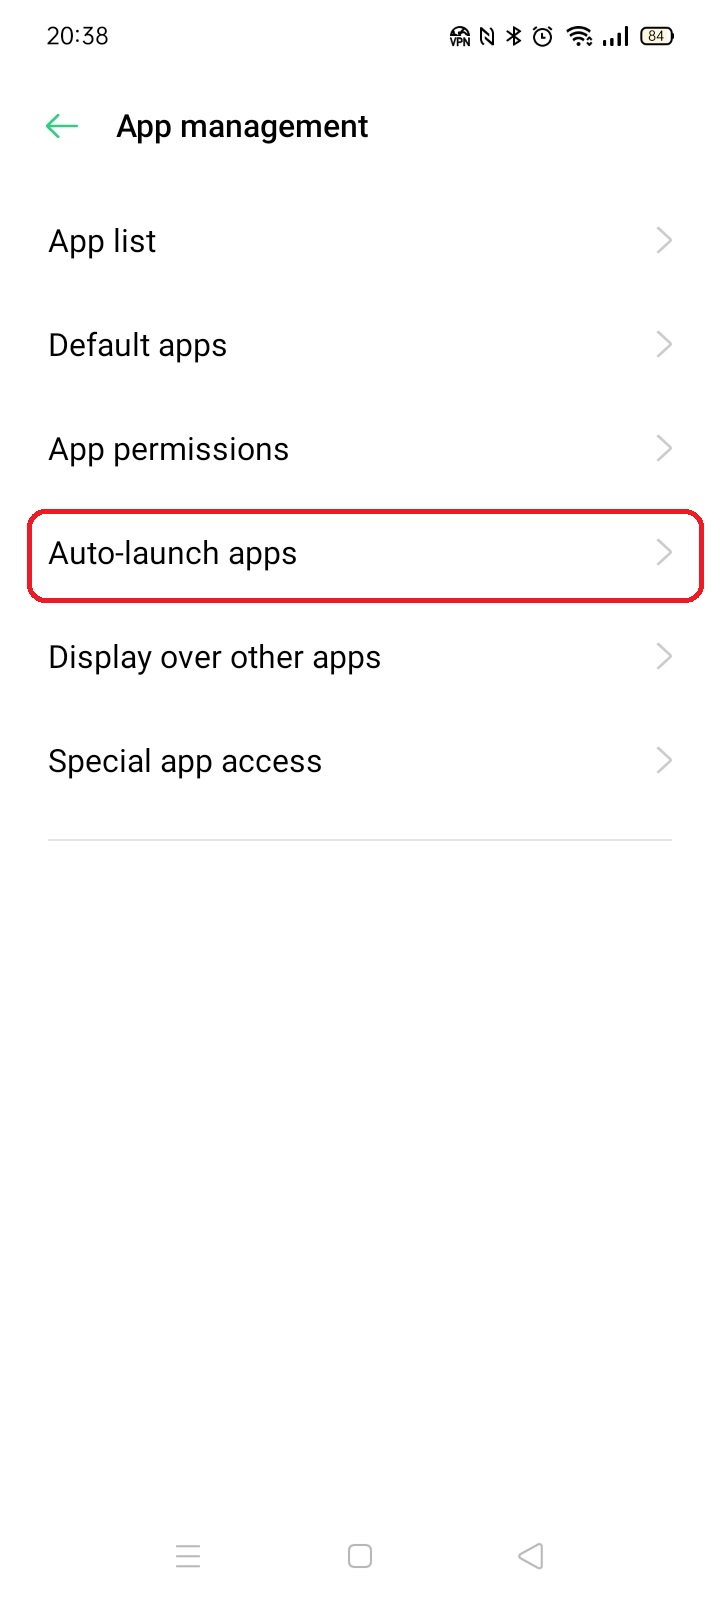 20:38
VPN
84
App management
App list
Default apps
App permissions
Auto-launch apps
Display over other apps
Special app access